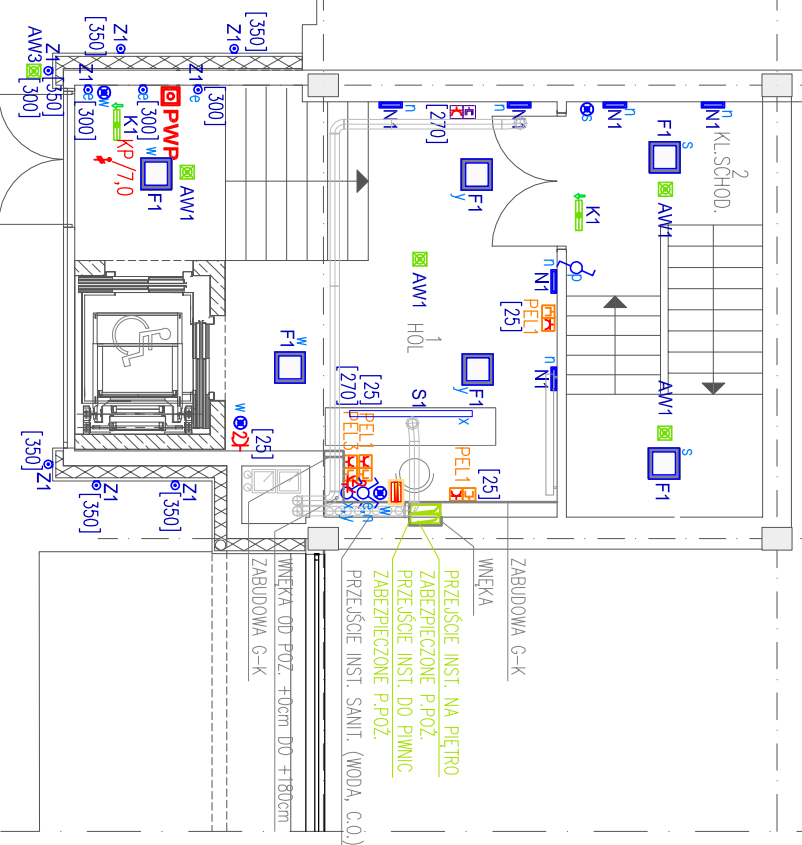 [350]
Z1
[350]
Z1
AW3
Z1
[350]
[300]
Z1
e
w
[300]
K1
e
[300]
Z1
e
[300]
PWP
KP/7,0
w
F1
AW1
N1
n
[270]
n
N1
F1
y
AW1
1
HOL
s
n
N1
n
N1
F1
s
AW1
2
KL.SCHOD.
K1
n
p
N1
PEL1
[25]
n
N1
AW1
F1
s
F1
w
F1
y
S1
x
[25]
[270]
PEL1
PEL3
w
2
[25]
PEL1
[25]
x,y
e,n
w
[350]
Z1
Z1
[350]
Z1
[350]
ZABUDOWA G-K
WNĘKA
PRZEJŚCIE INST. NA PIĘTRO
ZABEZPIECZONE P.POŻ.
PRZEJŚCIE INST. DO PIWNIC
ZABEZPIECZONE P.POŻ.
PRZEJŚCIE INST. SANIT. (WODA, C.O.)
WNĘKA OD POZ. +0cm DO +180cm
ZABUDOWA G-K